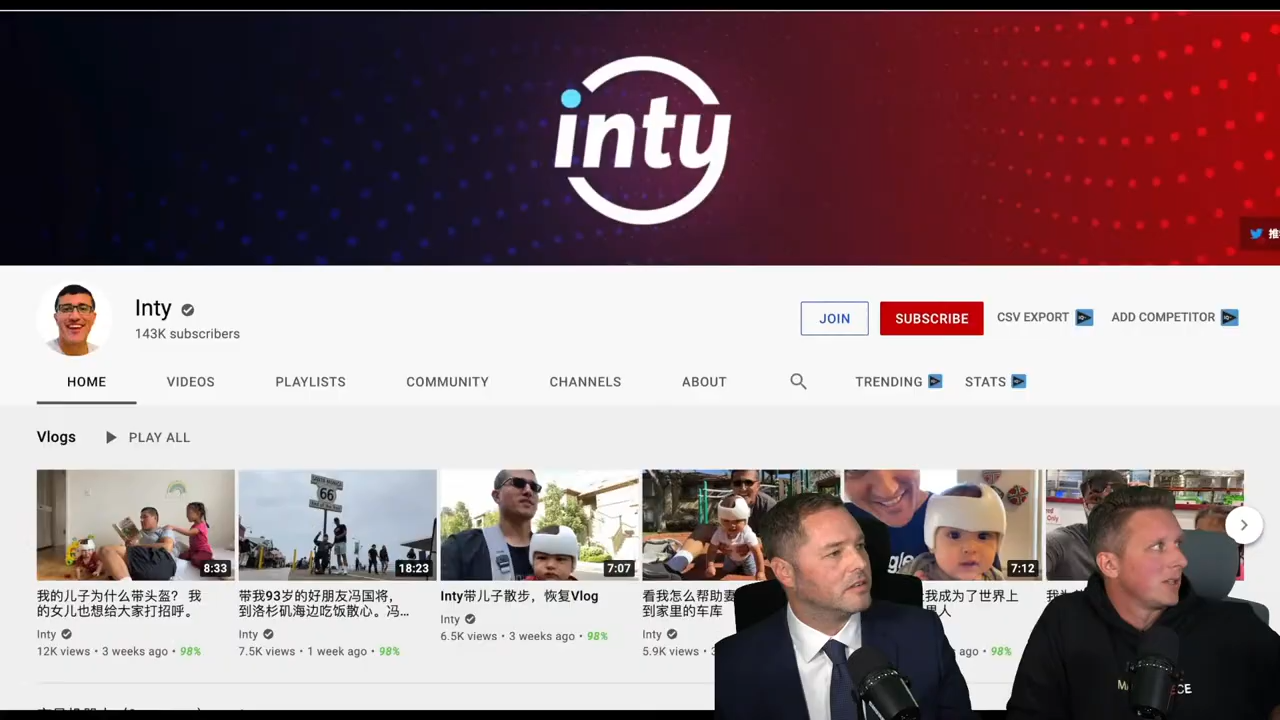 inty
推
Inty
143K subscribers
JOIN
SUBSCRIBE
CSV EXPORT
ADD COMPETITOR
HOME
VIDEOS
PLAYLISTS
COMMUNITY
CHANNELS
ABOUT
TRENDING
STATS
Vlogs
PLAY ALL
66
8:33
18:23
7:07
7:12
我的儿子为什么带头盔? 我
的女儿也想给大家打招呼。
Inty
12K views • 3 weeks ago • 98%
带我93岁的好朋友冯国将,
到洛杉矶海边吃饭散心。冯...
Inty
7.5K views • 1 week ago • 98%
Inty带儿子散步，恢复Vlog
Inty
6.5K views • 3 weeks ago • 98%
看我怎么帮助妻
到家里的车库
Inty
5.9K views • 3
我成为了世界上
男人
ago • 98%